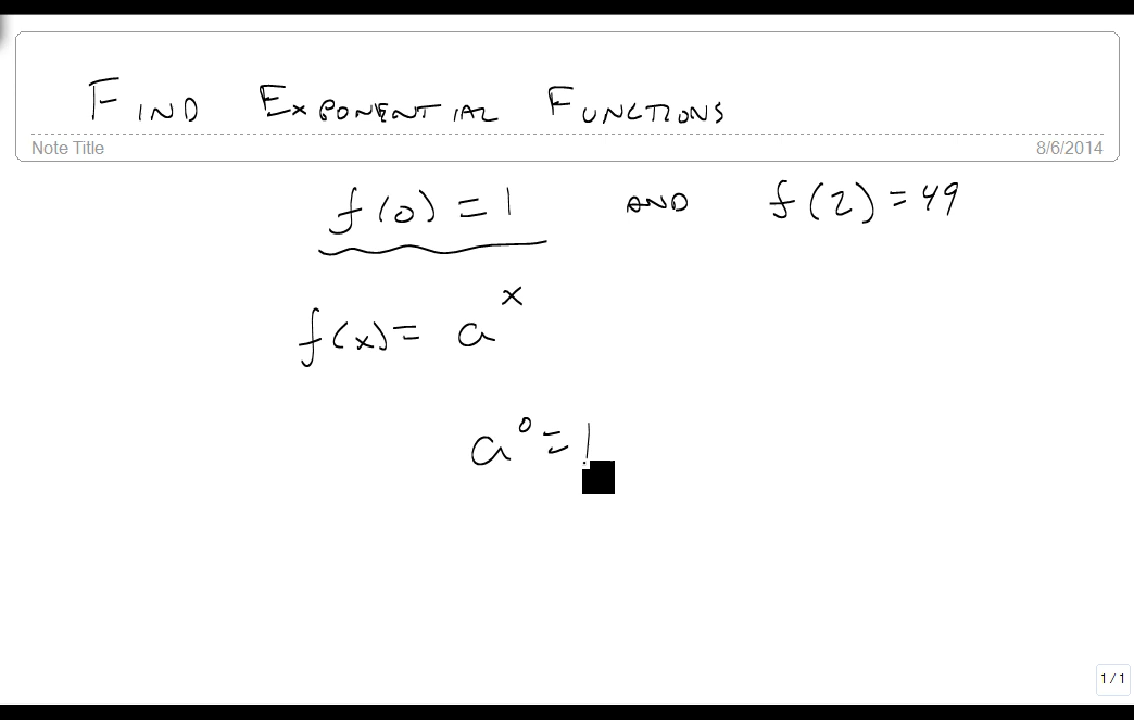 FIND EXPONENTIAL FUNCTIONS
Note Title 8/6/2014
f(0) = 1 AND f(2) = 49
f(x) = a^x
a^0 = 1
1/1